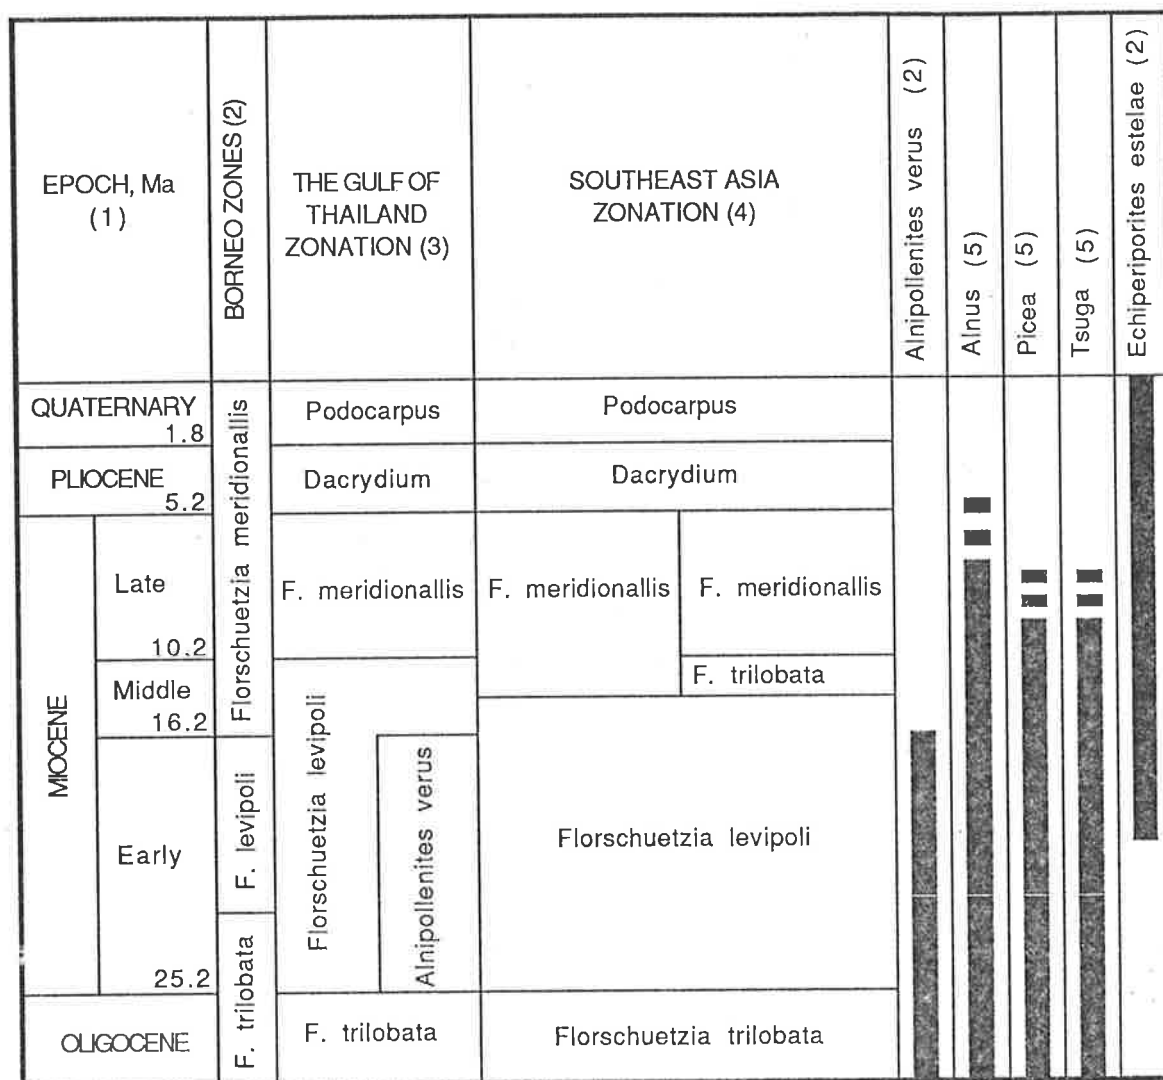 EPOCH, Ma
(1)
BORNEO ZONES (2)
THE GULF OF
THAILAND
ZONATION (3)
SOUTHEAST ASIA
ZONATION (4)
Alnipollenites verus (2)
Alnus (5)
Picea (5)
Tsuga (5)
Echiperiporites estelae (2)
QUATERNARY
1.8
Florschuetzia meridionallis
Podocarpus
Podocarpus
PLIOCENE
5.2
Dacrydium
Dacrydium
MIOCENE
Late
10.2
F. meridionallis
F. meridionallis
F. meridionallis
Middle
16.2
F. trilobata
Early
25.2
F. levipoli
Florschuetzia levipoli
Alnipollenites verus
Florschuetzia levipoli
OLIGOCENE
F. trilobata
F. trilobata
Florschuetzia trilobata